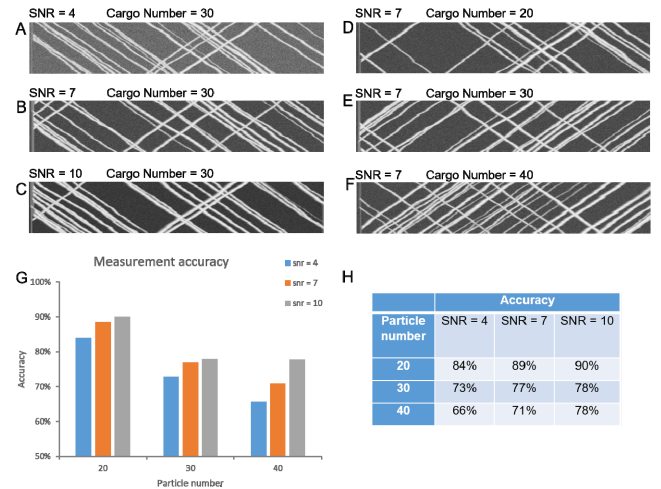 SNR = 4 Cargo Number = 30
A
SNR = 7 Cargo Number = 30
B
SNR = 10 Cargo Number = 30
C
SNR = 7 Cargo Number = 20
D
SNR = 7 Cargo Number = 30
E
SNR = 7 Cargo Number = 40
F
G
Measurement accuracy
snr = 4
snr = 7
snr = 10
100%
90%
80%
70%
60%
50%
Accuracy
20 30 40
Particle number
H
Accuracy
Particle number SNR = 4 SNR = 7 SNR = 10
20 84% 89% 90%
30 73% 77% 78%
40 66% 71% 78%